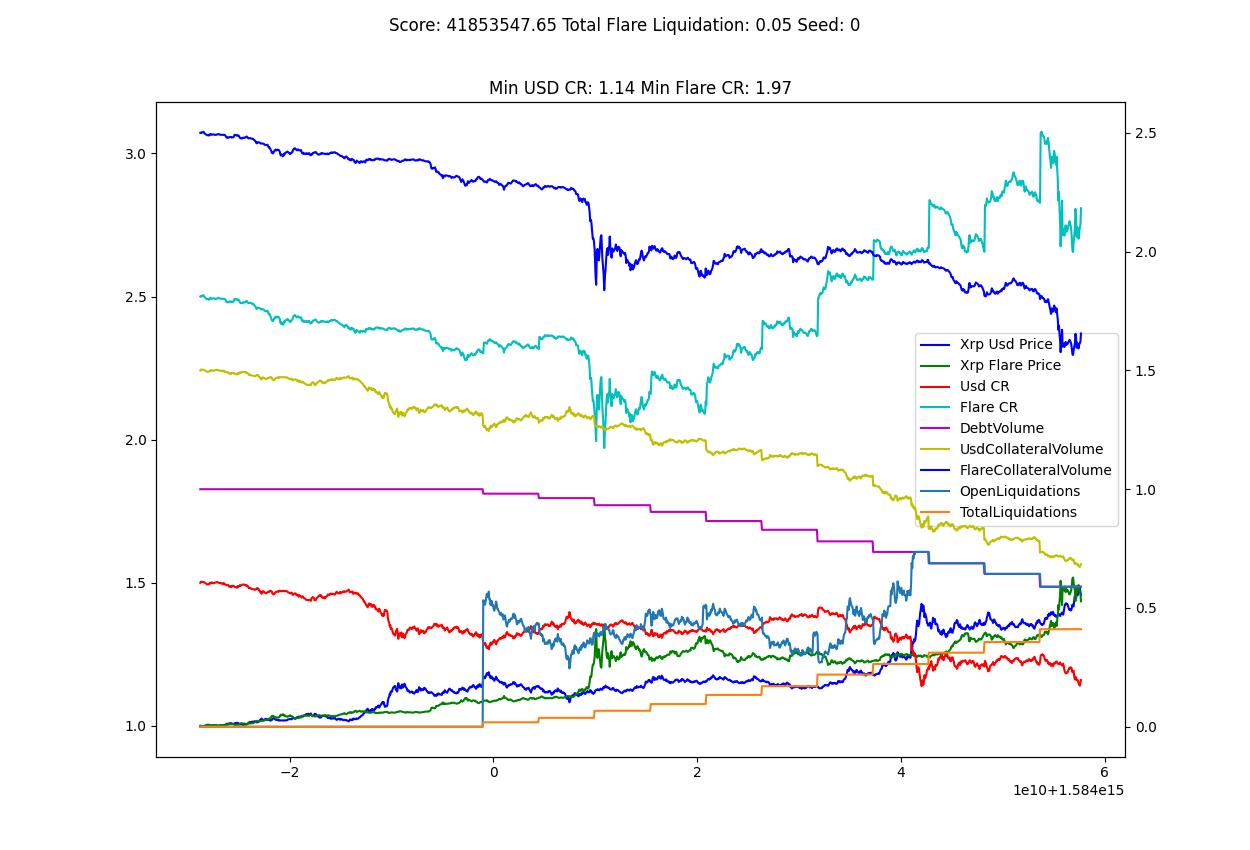 Score: 41853547.65 Total Flare Liquidation: 0.05 Seed: 0
Min USD CR: 1.14 Min Flare CR: 1.97
3.0
2.5
2.0
1.5
1.0
2.5
2.0
1.5
1.0
0.5
0.0
Xrp Usd Price
Xrp Flare Price
Usd CR
Flare CR
DebtVolume
UsdCollateralVolume
FlareCollateralVolume
OpenLiquidations
TotalLiquidations
−2 0 2 4 6
1e10+1.584e15